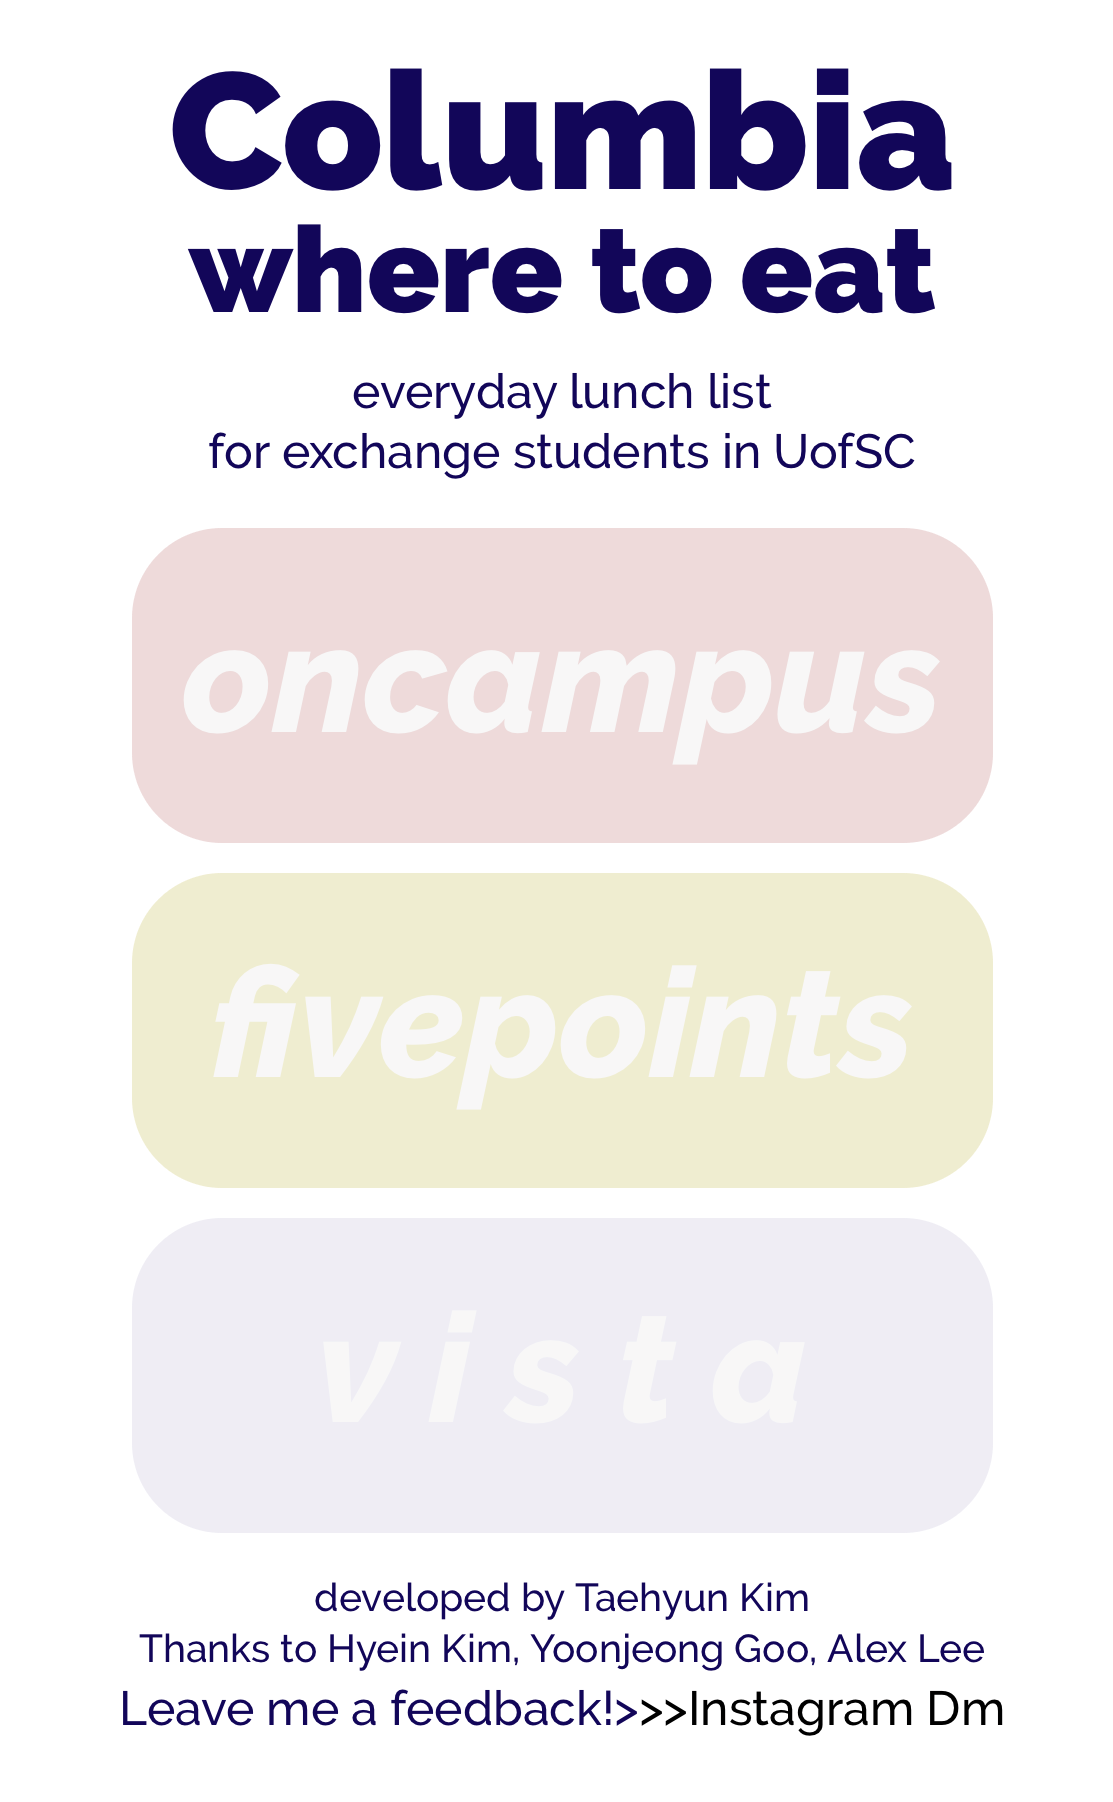 Columbia
where to eat
everyday lunch list
for exchange students in UofSC
oncampus
fivepoints
vista
developed by Taehyun Kim
Thanks to Hyein Kim, Yoonjeong Goo, Alex Lee
Leave me a feedback!>>>Instagram Dm